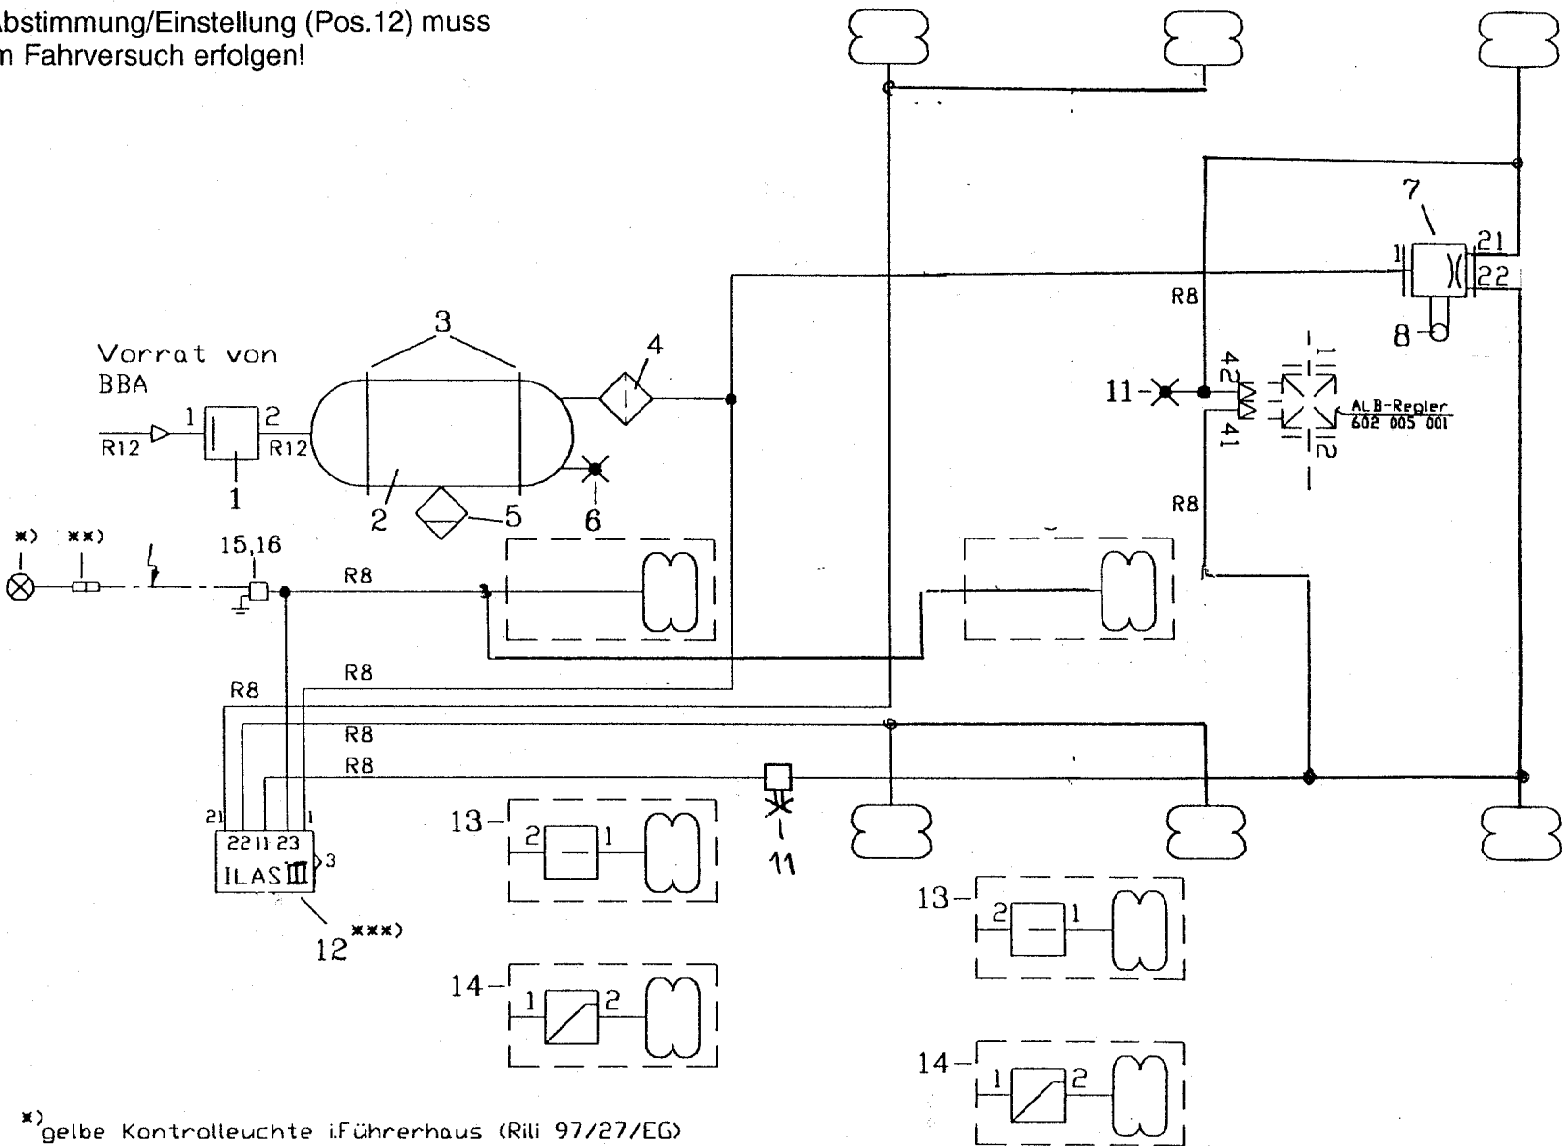 Abstimmung/Einstellung (Pos.12) muss
m Fahrversuch erfolgen!
7
1
21
22
R8
8
3
4
Vorrat von
BBA
42
1
11
ALB-Regler
602 005 001
1
2
R12
R12
41
2
1
R8
2
5
6
*)
**)
15,16
R8
R8
R8
R8
R8
21
1
22 11 23
3
ILAS III
12 ***)
13
2
1
11
13
2
1
14
1
2
14
1
2
*) gelbe Kontrolleuchte i.Führerhaus (Rili 97/27/EG)